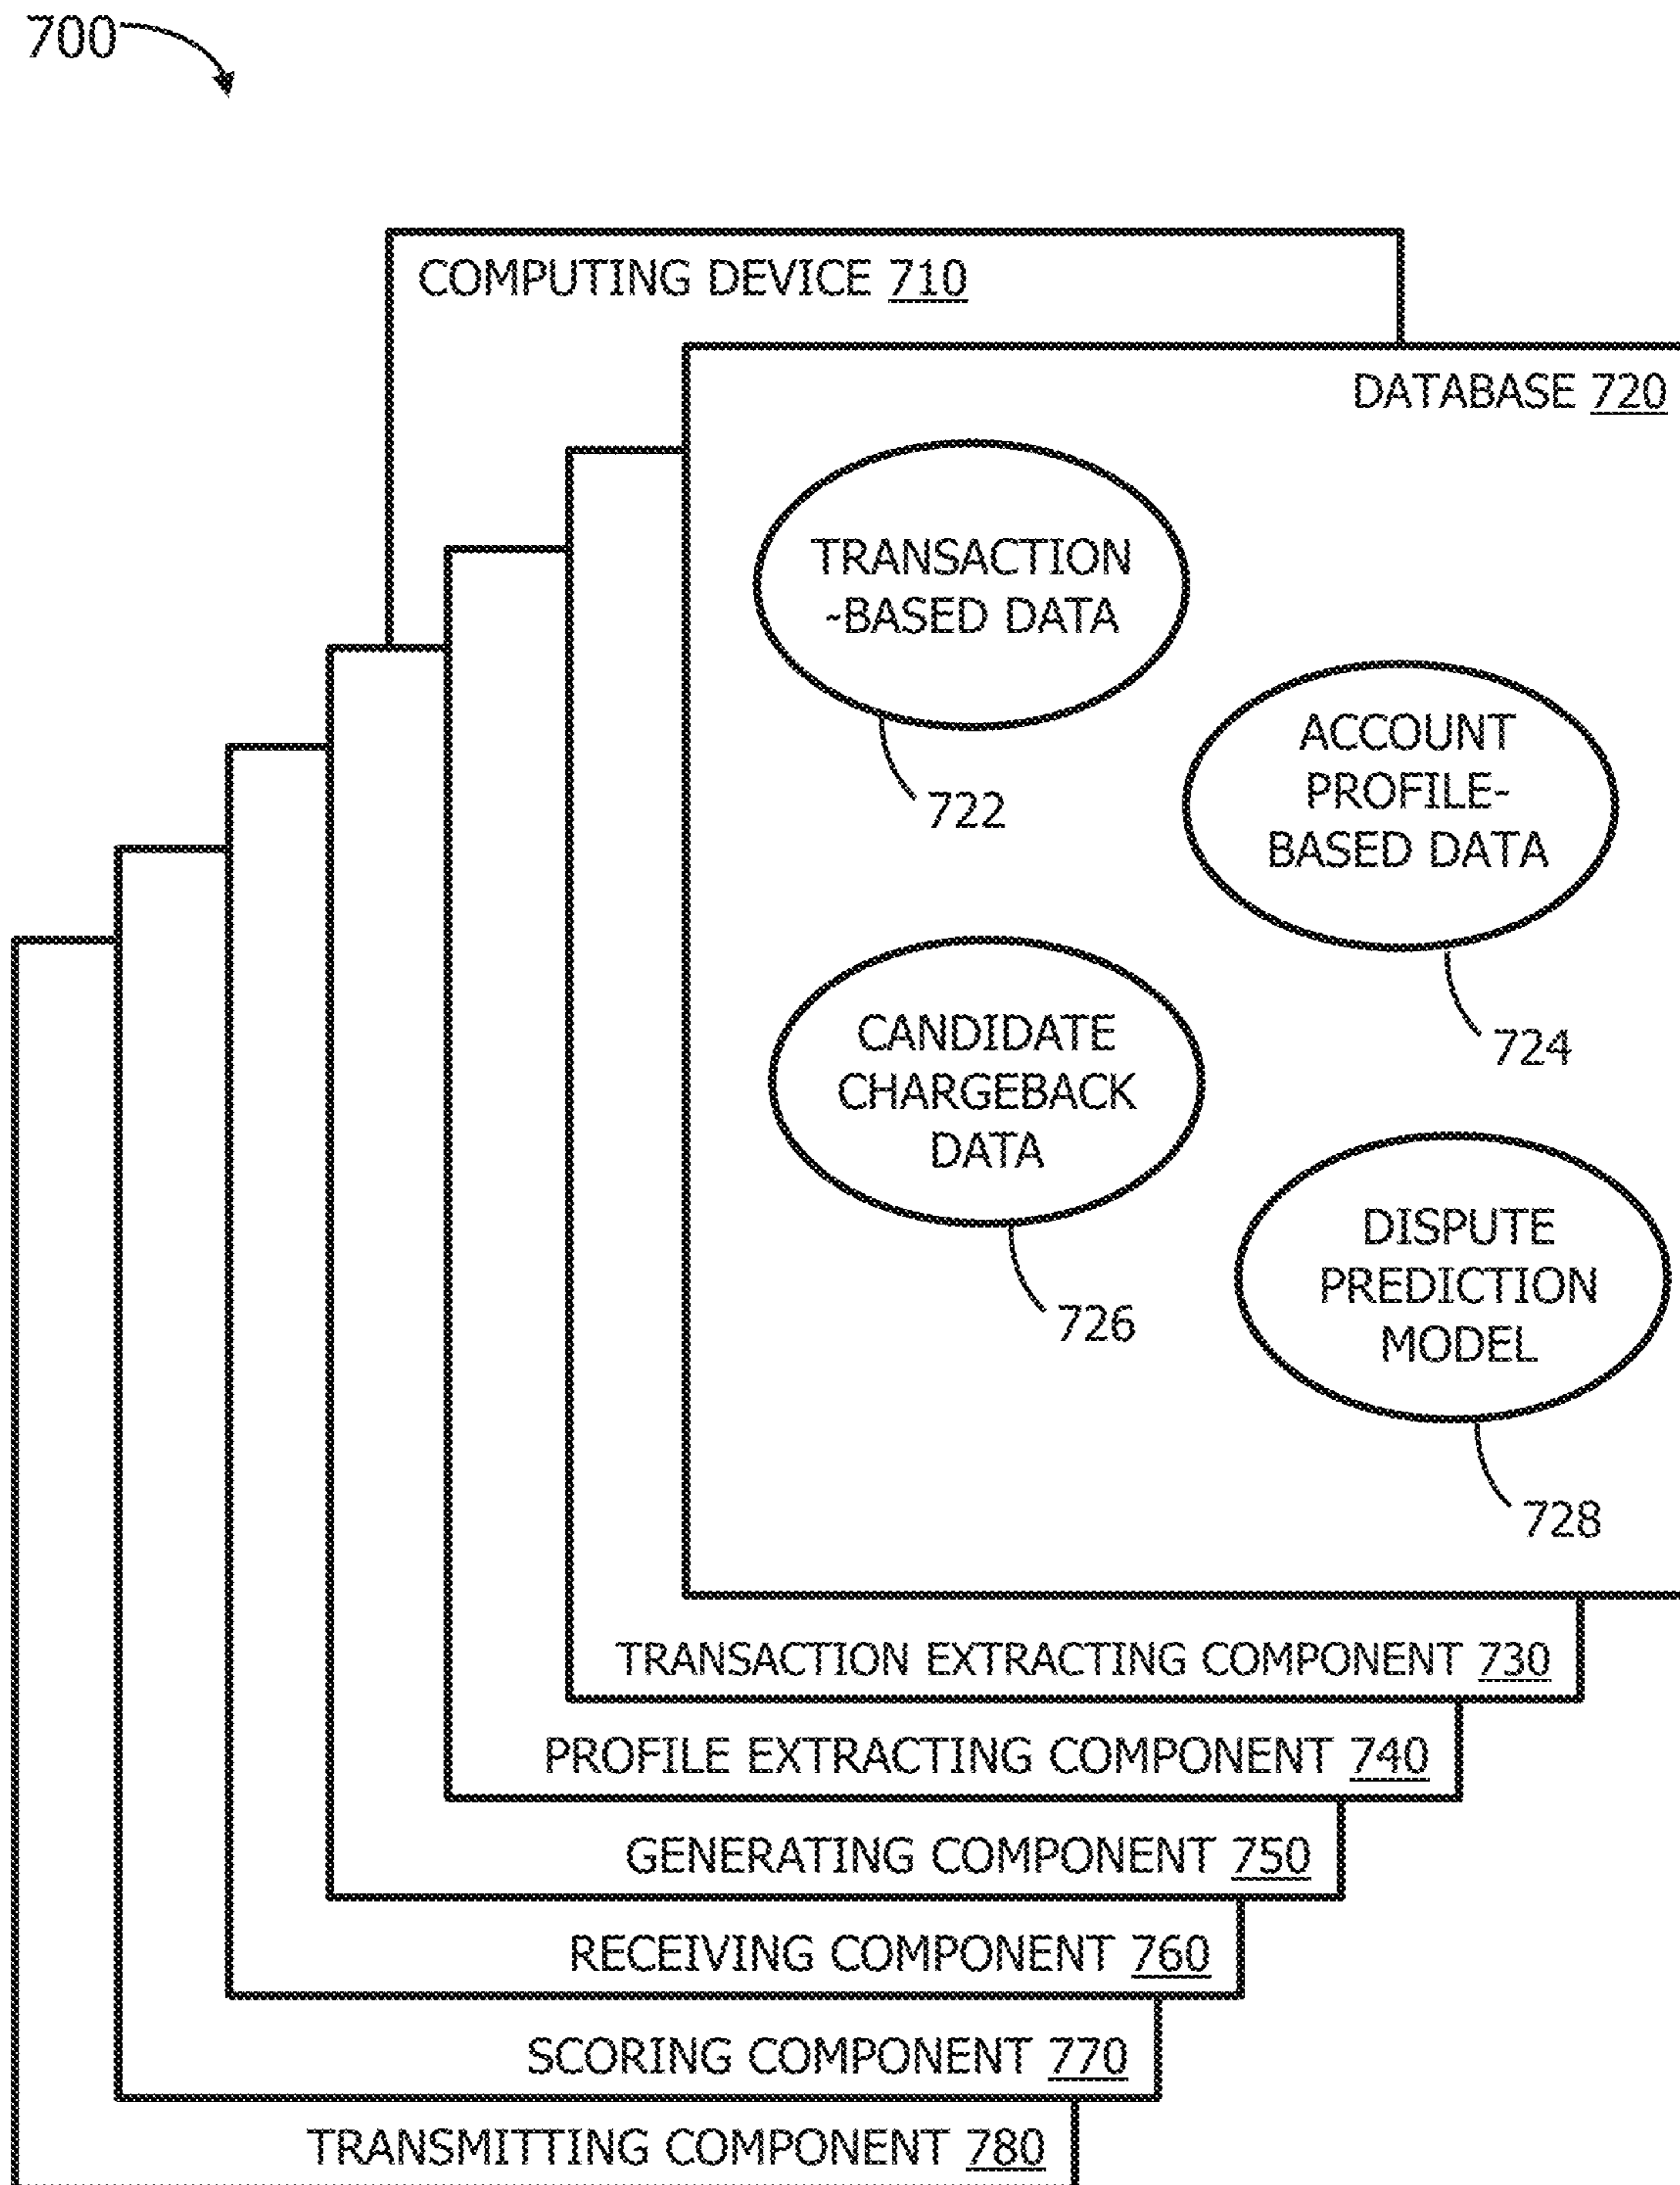 700
COMPUTING DEVICE 710
DATABASE 720
TRANSACTION
-BASED DATA
722
ACCOUNT
PROFILE-
BASED DATA
724
CANDIDATE
CHARGEBACK
DATA
726
DISPUTE
PREDICTION
MODEL
728
TRANSACTION EXTRACTING COMPONENT 730
PROFILE EXTRACTING COMPONENT 740
GENERATING COMPONENT 750
RECEIVING COMPONENT 760
SCORING COMPONENT 770
TRANSMITTING COMPONENT 780